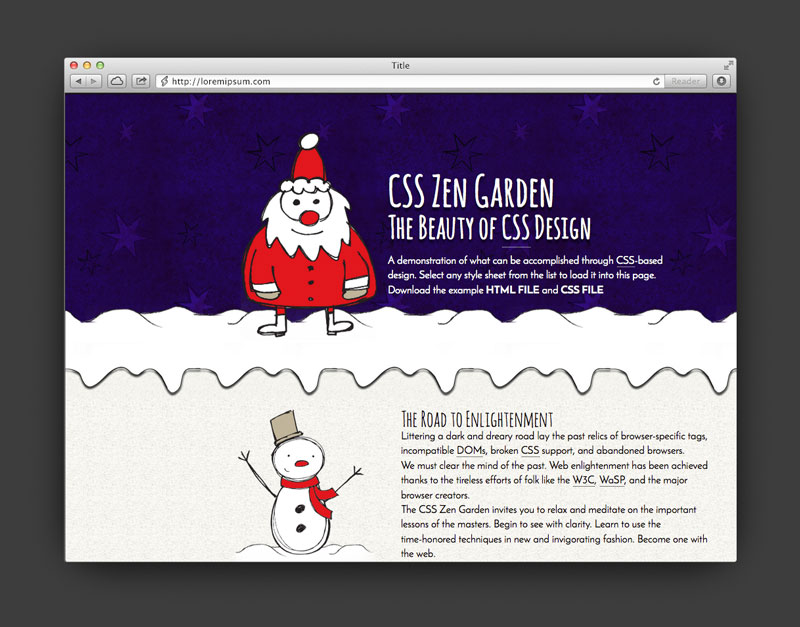 Title
http://loremipsum.com
Reader
CSS Zen Garden
The Beauty of CSS Design
A demonstration of what can be accomplished through CSS-based
design. Select any style sheet from the list to load it into this page.
Download the example HTML FILE and CSS FILE
The Road to Enlightenment
Littering a dark and dreary road lay the past relics of browser-specific tags,
incompatible DOMs, broken CSS support, and abandoned browsers.
We must clear the mind of the past. Web enlightenment has been achieved
thanks to the tireless efforts of folk like the W3C, WaSP, and the major
browser creators.
The CSS Zen Garden invites you to relax and meditate on the important
lessons of the masters. Begin to see with clarity. Learn to use the
time-honored techniques in new and invigorating fashion. Become one with
the web.